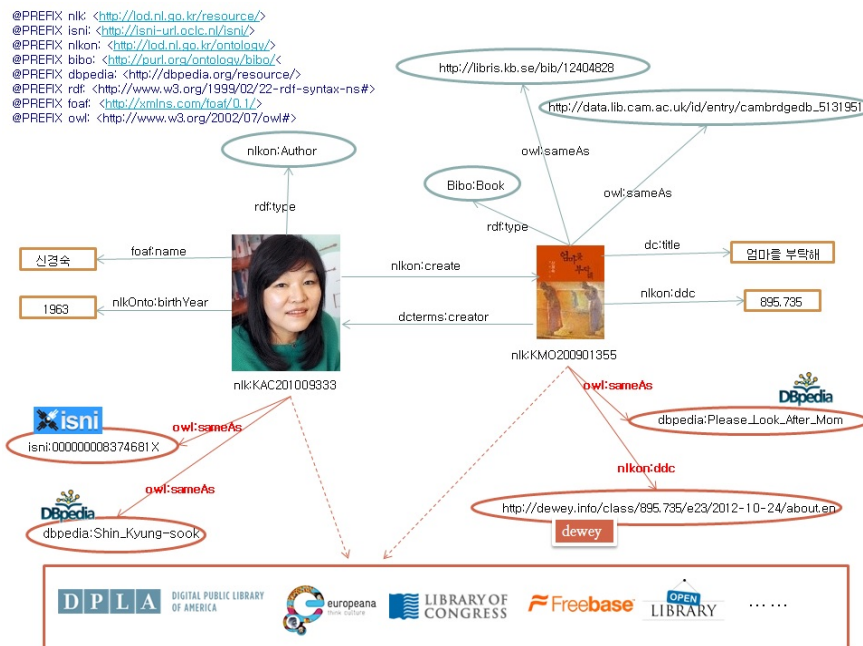 @PREFIX nlk: <http://lod.nl.go.kr/resource/>
@PREFIX isni: <http://isni-url.oclc.nl/isni/>
@PREFIX nlkon: <http://lod.nl.go.kr/ontology/>
@PREFIX bibo: <http://purl.org/ontology/bibo/<
@PREFIX dbpedia: <http://dbpedia.org/resource/>
@PREFIX rdf: <http://www.w3.org/1999/02/22-rdf-syntax-ns#>
@PREFIX foaf: <http://xmlns.com/foaf/0.1/>
@PREFIX owl: <http://www.w3.org/2002/07/owl#>
http://libris.kb.se/bib/12404828
http://data.lib.cam.ac.uk/id/entry/cambrdgedb_5131951
nlkon:Author
owl:sameAs
Bibo:Book
owl:sameAs
rdf:type
rdf:type
foaf:name
dc:title
신경숙
엄마를 부탁해
nlkon:create
nlkon:ddc
1963
nlkOnto:birthYear
895.735
dcterms:creator
엄마를
부탁해
nlk:KAC201009333
nlk:KMO200901355
owl:sameAs
DBpedia
isni
owl:sameAs
dbpedia:Please_Look_After_Mom
isni:000000008374681X
nlkon:ddc
owl:sameAs
DBpedia
http://dewey.info/class/895.735/e23/2012-10-24/about.en
dbpedia:Shin_Kyung-sook
dewey
DPLA DIGITAL PUBLIC LIBRARY
OF AMERICA
europeana
think culture
LIBRARY OF
CONGRESS
Freebase
OPEN
LIBRARY
... ...